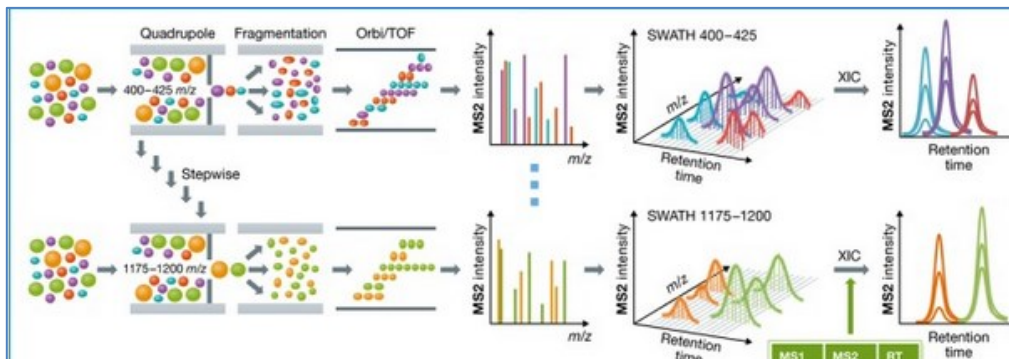 Quadrupole
Fragmentation
Orbi/TOF
400–425 m/z
MS2 intensity
m/z
SWATH 400–425
MS2 intensity
m/z
Retention
time
XIC
MS2 intensity
Retention
time
Stepwise
1175–1200 m/z
MS2 intensity
m/z
SWATH 1175–1200
MS2 intensity
m/z
Retention
time
XIC
MS2 intensity
Retention
time
MS1 MS2 RT